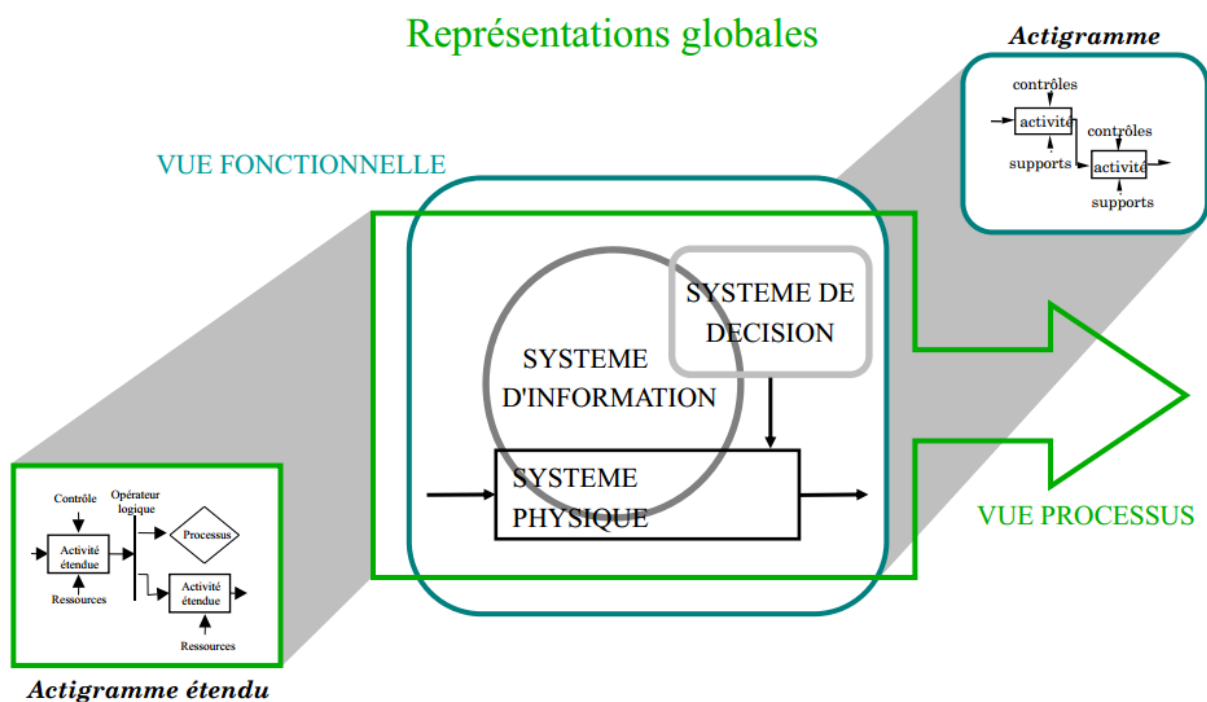 Représentations globales
Actigramme
contrôles
activité
contrôles
supports
activité
supports
VUE FONCTIONNELLE
SYSTEME DE
DECISION
SYSTEME
D'INFORMATION
SYSTEME
PHYSIQUE
VUE PROCESSUS
Contrôle
Opérateur
logique
Processus
Activité
étendue
Activité
étendue
Ressources
Ressources
Actigramme étendu